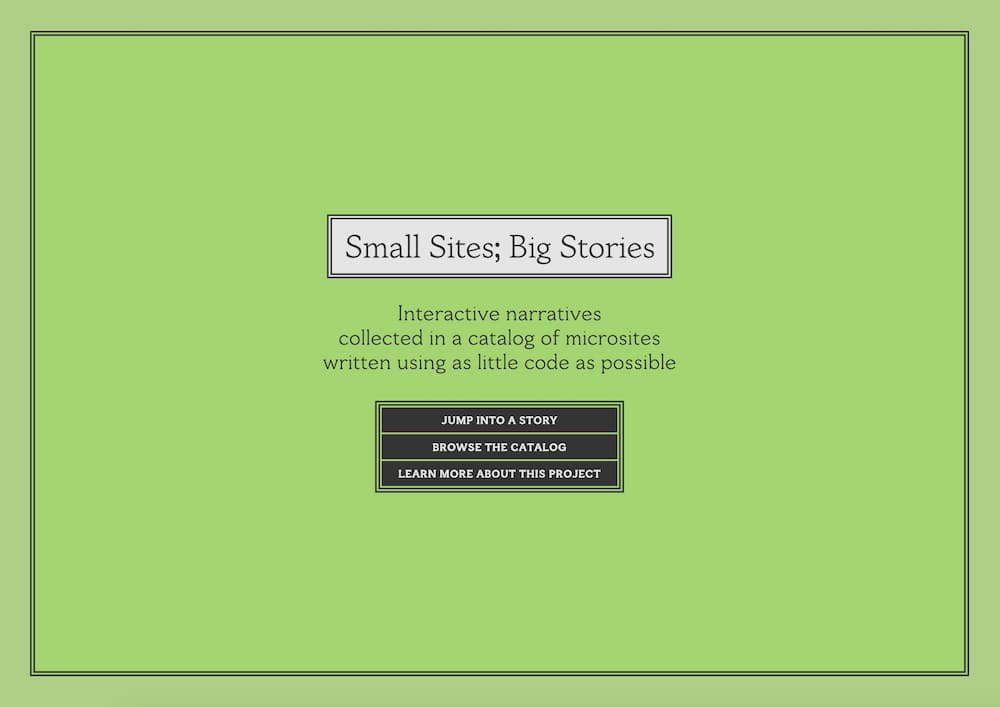 Small Sites; Big Stories
Interactive narratives
collected in a catalog of microsites
written using as little code as possible
JUMP INTO A STORY
BROWSE THE CATALOG
LEARN MORE ABOUT THIS PROJECT